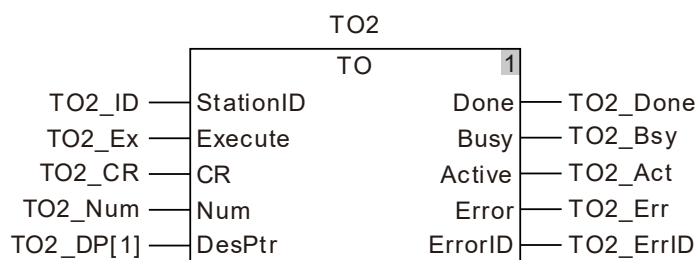 TO2
TO 1
TO2_ID StationID Done TO2_Done
TO2_Ex Execute Busy TO2_Bsy
TO2_CR CR Active TO2_Act
TO2_Num Num Error TO2_Err
TO2_DP[1] DesPtr ErrorID TO2_ErrID